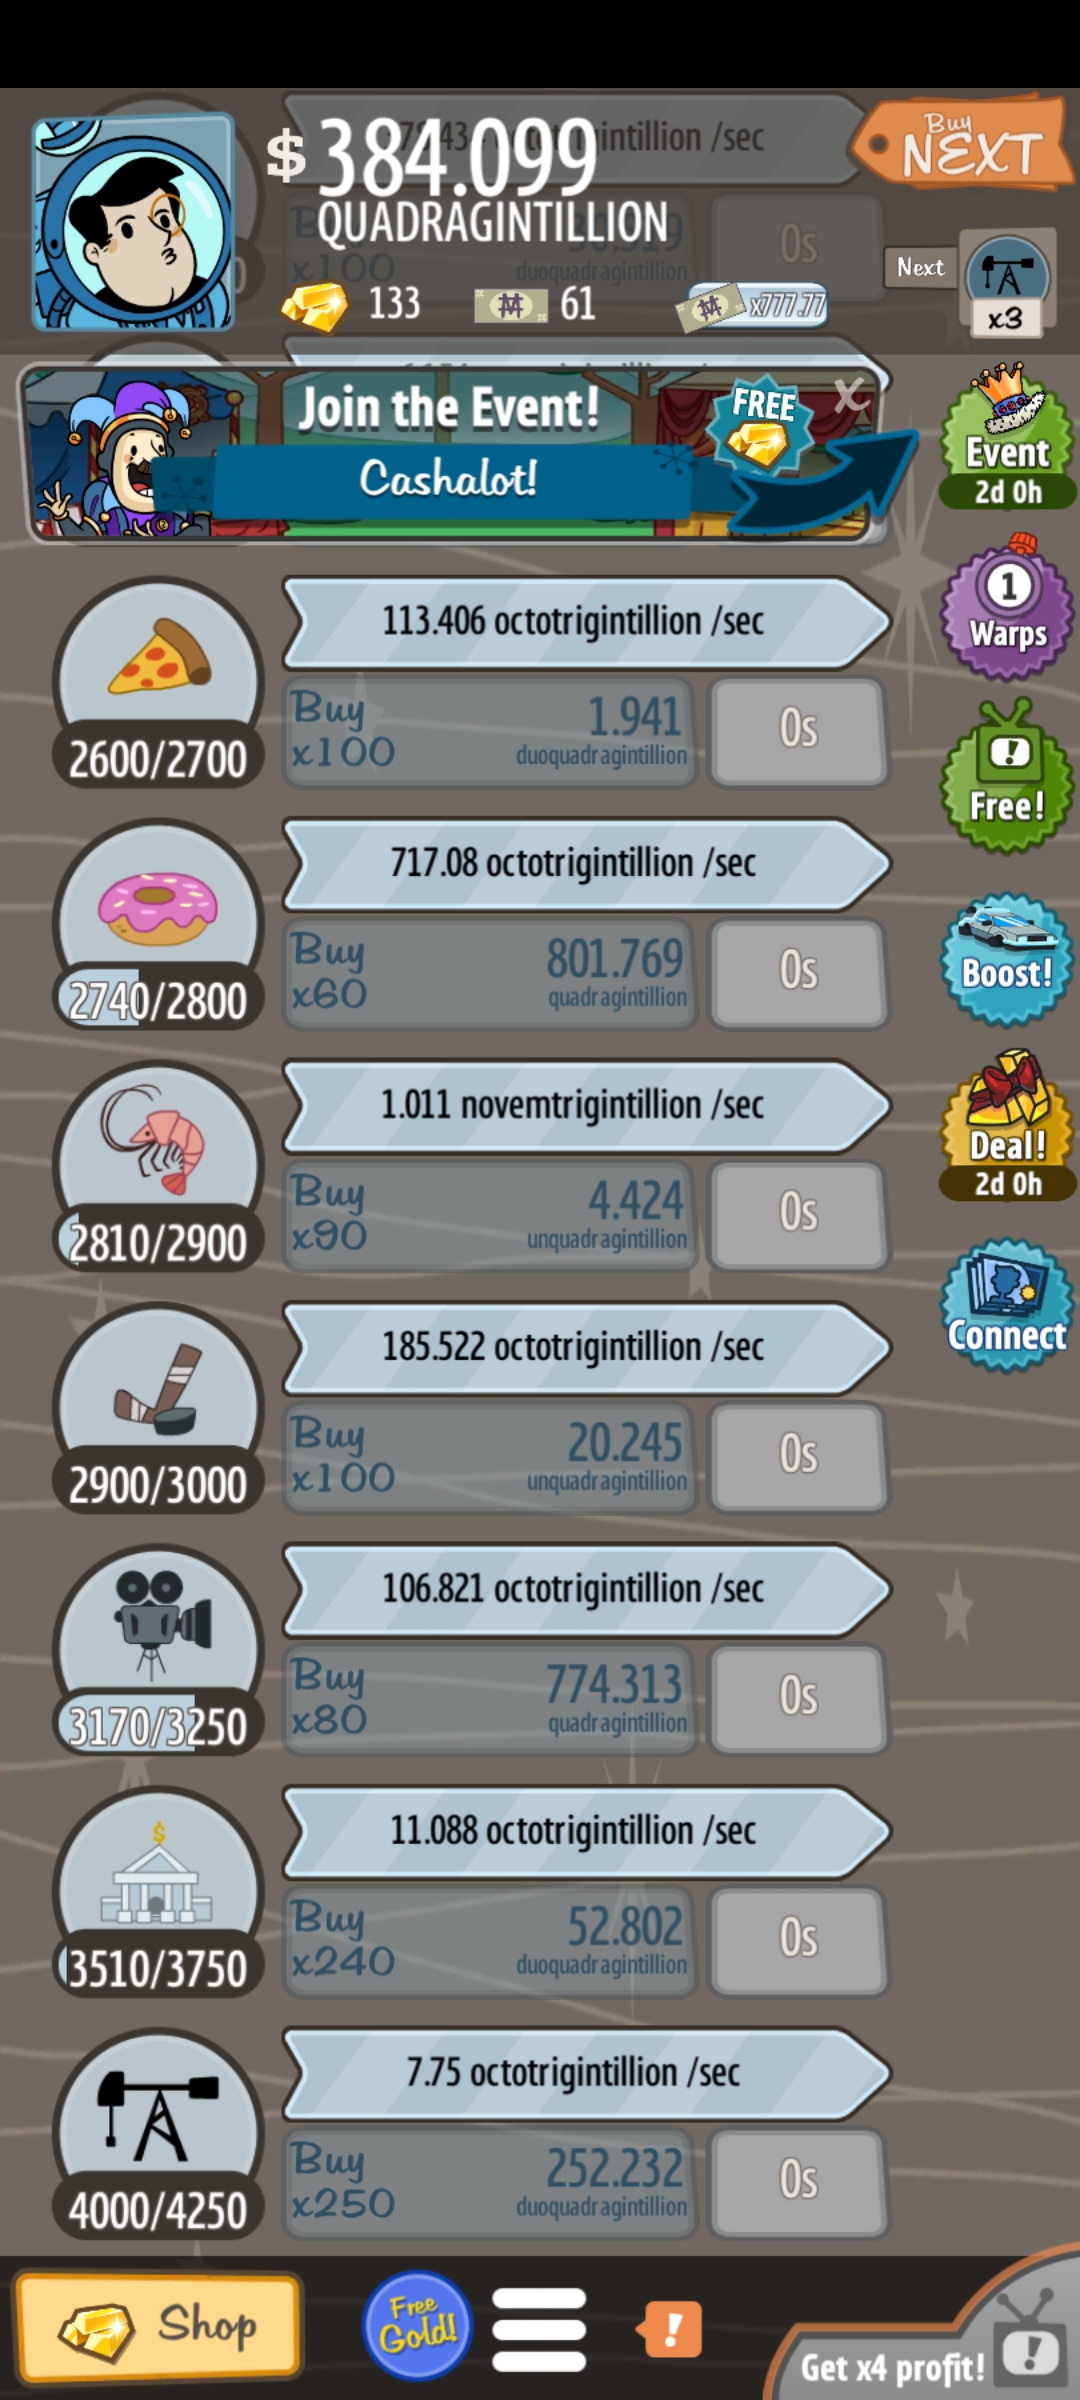 $ 384.099
QUADRAGINTILLION
Buy
NEXT
octotrigintillion /sec
x100
duoquadragintillion
0s
133
61
x777.77
Next
x3
Join the Event!
Cashalot!
FREE
X
Event
2d 0h
113.406 octotrigintillion /sec
2600/2700
Buy
x100
1.941
duoquadragintillion
0s
1
Warps
717.08 octotrigintillion /sec
2740/2800
Buy
x60
801.769
quadragintillion
0s
!
Free!
1.011 novemtrigintillion /sec
2810/2900
Buy
x90
4.424
unquadragintillion
0s
Boost!
Deal!
2d 0h
185.522 octotrigintillion /sec
2900/3000
Buy
x100
20.245
unquadragintillion
0s
Connect
106.821 octotrigintillion /sec
3170/3250
Buy
x80
774.313
quadragintillion
0s
$
11.088 octotrigintillion /sec
3510/3750
Buy
x240
52.802
duoquadragintillion
0s
7.75 octotrigintillion /sec
4000/4250
Buy
x250
252.232
duoquadragintillion
0s
Shop
Free
Gold!
!
Get x4 profit!
!